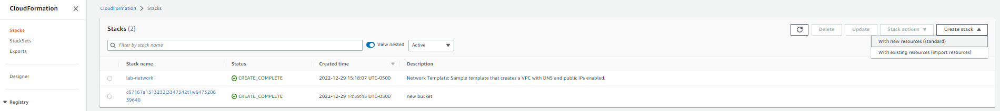 CloudFormation
Stacks
StackSets
Exports
Designer
Registry
CloudFormation Stacks
Stacks (2)
Delete Update Stack actions Create stack
With new resources (standard)
With existing resources (import resources)
Filter by stack name View nested Active
Stack name Status Created time Description
lab-network CREATE_COMPLETE 2022-12-29 15:18:07 UTC-0500 Network Template: Sample template that creates a VPC with DNS and public IPs enabled.
c67167a1313232l3347342t1w6473206
39640 CREATE_COMPLETE 2022-12-29 14:59:45 UTC-0500 new bucket